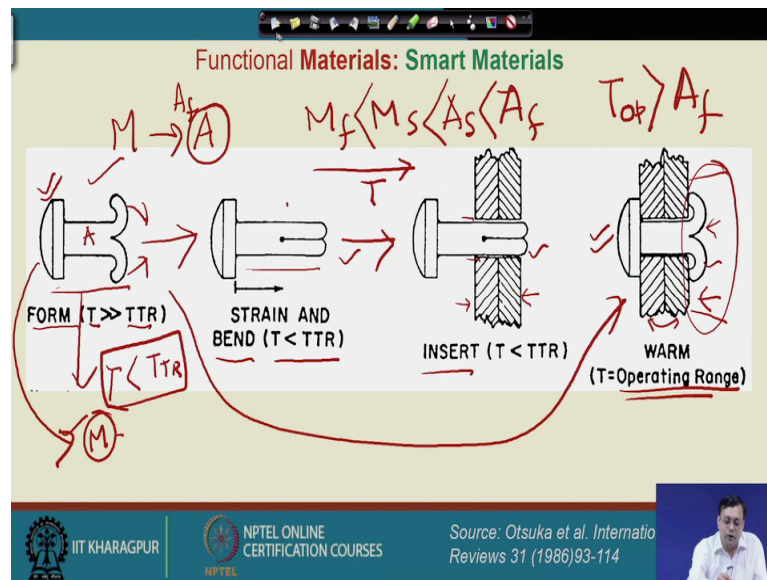 Functional Materials: Smart Materials
M → A
Af
Mf < Ms < As < Af
T
Top > Af
A
FORM (T >> TTR)
STRAIN AND
BEND (T < TTR)
INSERT (T < TTR)
WARM
(T=Operating Range)
T < TTR
M
IIT KHARAGPUR
NPTEL
NPTEL ONLINE
CERTIFICATION COURSES
Source: Otsuka et al. Internatio
Reviews 31 (1986)93-114